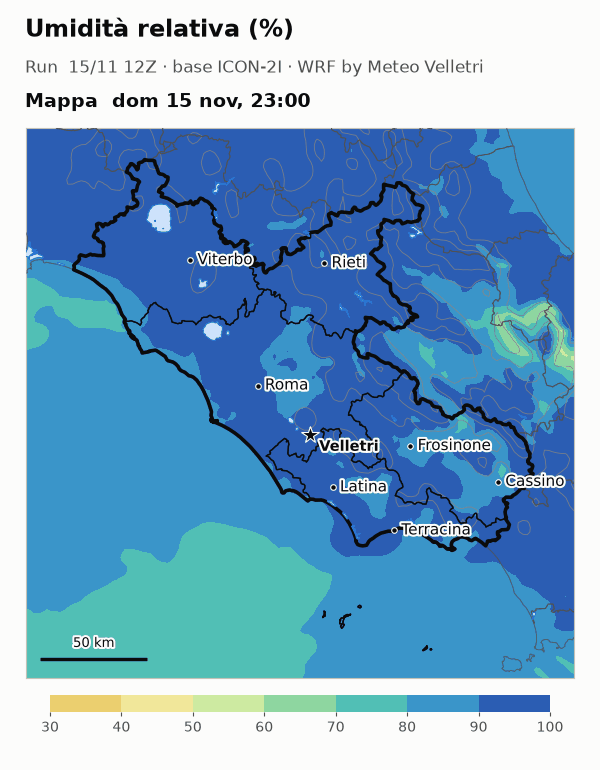 Umidità relativa (%)
Run 15/11 12Z · base ICON-2I · WRF by Meteo Velletri
Mappa dom 15 nov, 23:00
Viterbo
Rieti
Roma
Velletri
Frosinone
Latina
Cassino
Terracina
50 km
30 40 50 60 70 80 90 100